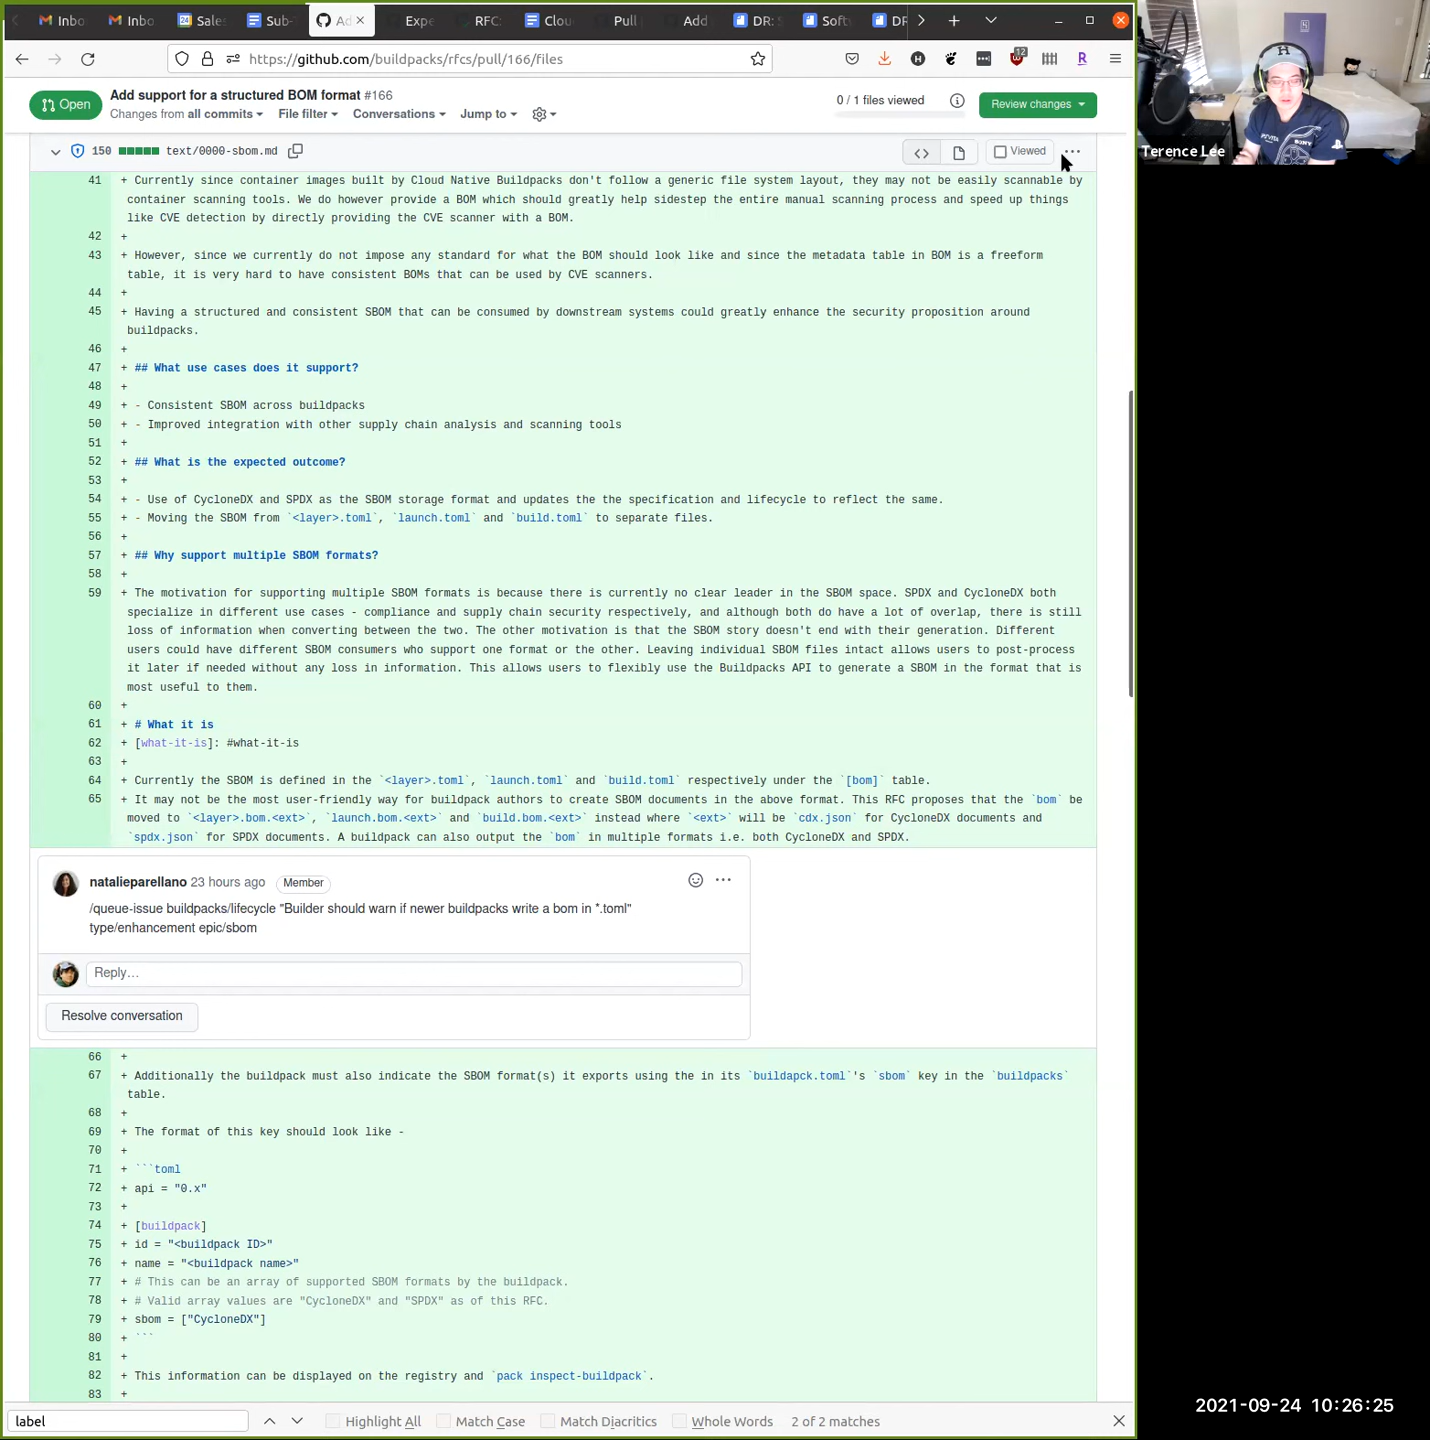 Inbo
Inbo
Sales
Sub-
Ad
Expe
RFC:
Clou
Pull
Add
DR:
Soft
DR
https://github.com/buildpacks/rfcs/pull/166/files
12
Open
Add support for a structured BOM format #166
Changes from all commits
File filter
Conversations
Jump to
0 / 1 files viewed
Review changes
150
text/0000-sbom.md
Viewed
41 + Currently since container images built by Cloud Native Buildpacks don't follow a generic file system layout, they may not be easily scannable by
container scanning tools. We do however provide a BOM which should greatly help sidestep the entire manual scanning process and speed up things
like CVE detection by directly providing the CVE scanner with a BOM.
42 +
43 + However, since we currently do not impose any standard for what the BOM should look like and since the metadata table in BOM is a freeform
table, it is very hard to have consistent BOMs that can be used by CVE scanners.
44 +
45 + Having a structured and consistent SBOM that can be consumed by downstream systems could greatly enhance the security proposition around
buildpacks.
46 +
47 + ## What use cases does it support?
48 +
49 + - Consistent SBOM across buildpacks
50 + - Improved integration with other supply chain analysis and scanning tools
51 +
52 + ## What is the expected outcome?
53 +
54 + - Use of CycloneDX and SPDX as the SBOM storage format and updates the the specification and lifecycle to reflect the same.
55 + - Moving the SBOM from `<layer>.toml`, `launch.toml` and `build.toml` to separate files.
56 +
57 + ## Why support multiple SBOM formats?
58 +
59 + The motivation for supporting multiple SBOM formats is because there is currently no clear leader in the SBOM space. SPDX and CycloneDX both
specialize in different use cases - compliance and supply chain security respectively, and although both do have a lot of overlap, there is still
loss of information when converting between the two. The other motivation is that the SBOM story doesn't end with their generation. Different
users could have different SBOM consumers who support one format or the other. Leaving individual SBOM files intact allows users to post-process
it later if needed without any loss in information. This allows users to flexibly use the Buildpacks API to generate a SBOM in the format that is
most useful to them.
60 +
61 + # What it is
62 + [what-it-is]: #what-it-is
63 +
64 + Currently the SBOM is defined in the `<layer>.toml`, `launch.toml` and `build.toml` respectively under the `[bom]` table.
65 + It may not be the most user-friendly way for buildpack authors to create SBOM documents in the above format. This RFC proposes that the `bom` be
moved to `<layer>.bom.<ext>`, `launch.bom.<ext>` and `build.bom.<ext>` instead where `<ext>` will be `cdx.json` for CycloneDX documents and
`spdx.json` for SPDX documents. A buildpack can also output the `bom` in multiple formats i.e. both CycloneDX and SPDX.
natalieparellano 23 hours ago Member
/queue-issue buildpacks/lifecycle "Builder should warn if newer buildpacks write a bom in *.toml"
type/enhancement epic/sbom
Reply...
Resolve conversation
66 +
67 + Additionally the buildpack must also indicate the SBOM format(s) it exports using the in its `buildapck.toml`'s `sbom` key in the `buildpacks`
table.
68 +
69 + The format of this key should look like -
70 +
71 + ```toml
72 + api = "0.x"
73 +
74 + [buildpack]
75 + id = "<buildpack ID>"
76 + name = "<buildpack name>"
77 + # This can be an array of supported SBOM formats by the buildpack.
78 + # Valid array values are "CycloneDX" and "SPDX" as of this RFC.
79 + sbom = ["CycloneDX"]
80 + ```
81 +
82 + This information can be displayed on the registry and `pack inspect-buildpack`.
83 +
label
Highlight All
Match Case
Match Diacritics
Whole Words
2 of 2 matches
Terence Lee
2021-09-24 10:26:25